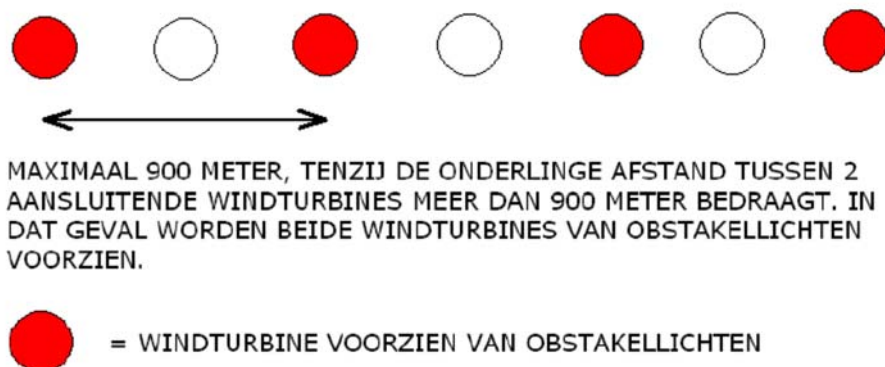 MAXIMAAL 900 METER, TENZIJ DE ONDERLINGE AFSTAND TUSSEN 2
AANSLUITENDE WINDTURBINES MEER DAN 900 METER BEDRAAGT. IN
DAT GEVAL WORDEN BEIDE WINDTURBINES VAN OBSTAKELLICHTEN
VOORZIEN.
= WINDTURBINE VOORZIEN VAN OBSTAKELLICHTEN